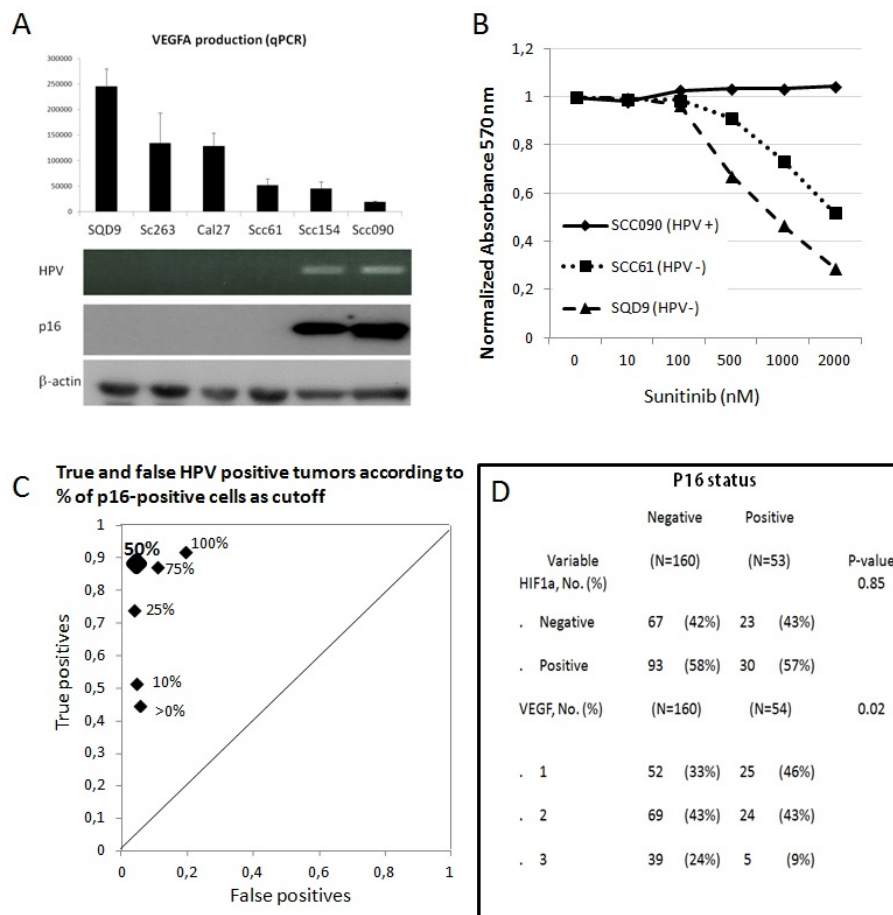 A
VEGFA production (qPCR)
300000
250000
200000
150000
100000
50000
0
SQD9 Sc263 Cal27 Scc61 Scc154 Scc090
HPV
p16
β-actin
B
Normalized Absorbance 570 nm
1,2
1
0,8
0,6
0,4
0,2
0
SCC090 (HPV +)
SCC61 (HPV -)
SQD9 (HPV-)
0 10 100 500 1000 2000
Sunitinib (nM)
C
True and false HPV positive tumors according to
% of p16-positive cells as cutoff
True positives
1
0,9
0,8
0,7
0,6
0,5
0,4
0,3
0,2
0,1
0
50%
100%
75%
25%
10%
>0%
0 0,2 0,4 0,6 0,8 1
False positives
D
P16 status
Negative Positive
Variable (N=160) (N=53) P-value
HIF1a, No. (%) 0.85
. Negative 67 (42%) 23 (43%)
. Positive 93 (58%) 30 (57%)
VEGF, No. (%) (N=160) (N=54) 0.02
. 1 52 (33%) 25 (46%)
. 2 69 (43%) 24 (43%)
. 3 39 (24%) 5 (9%)